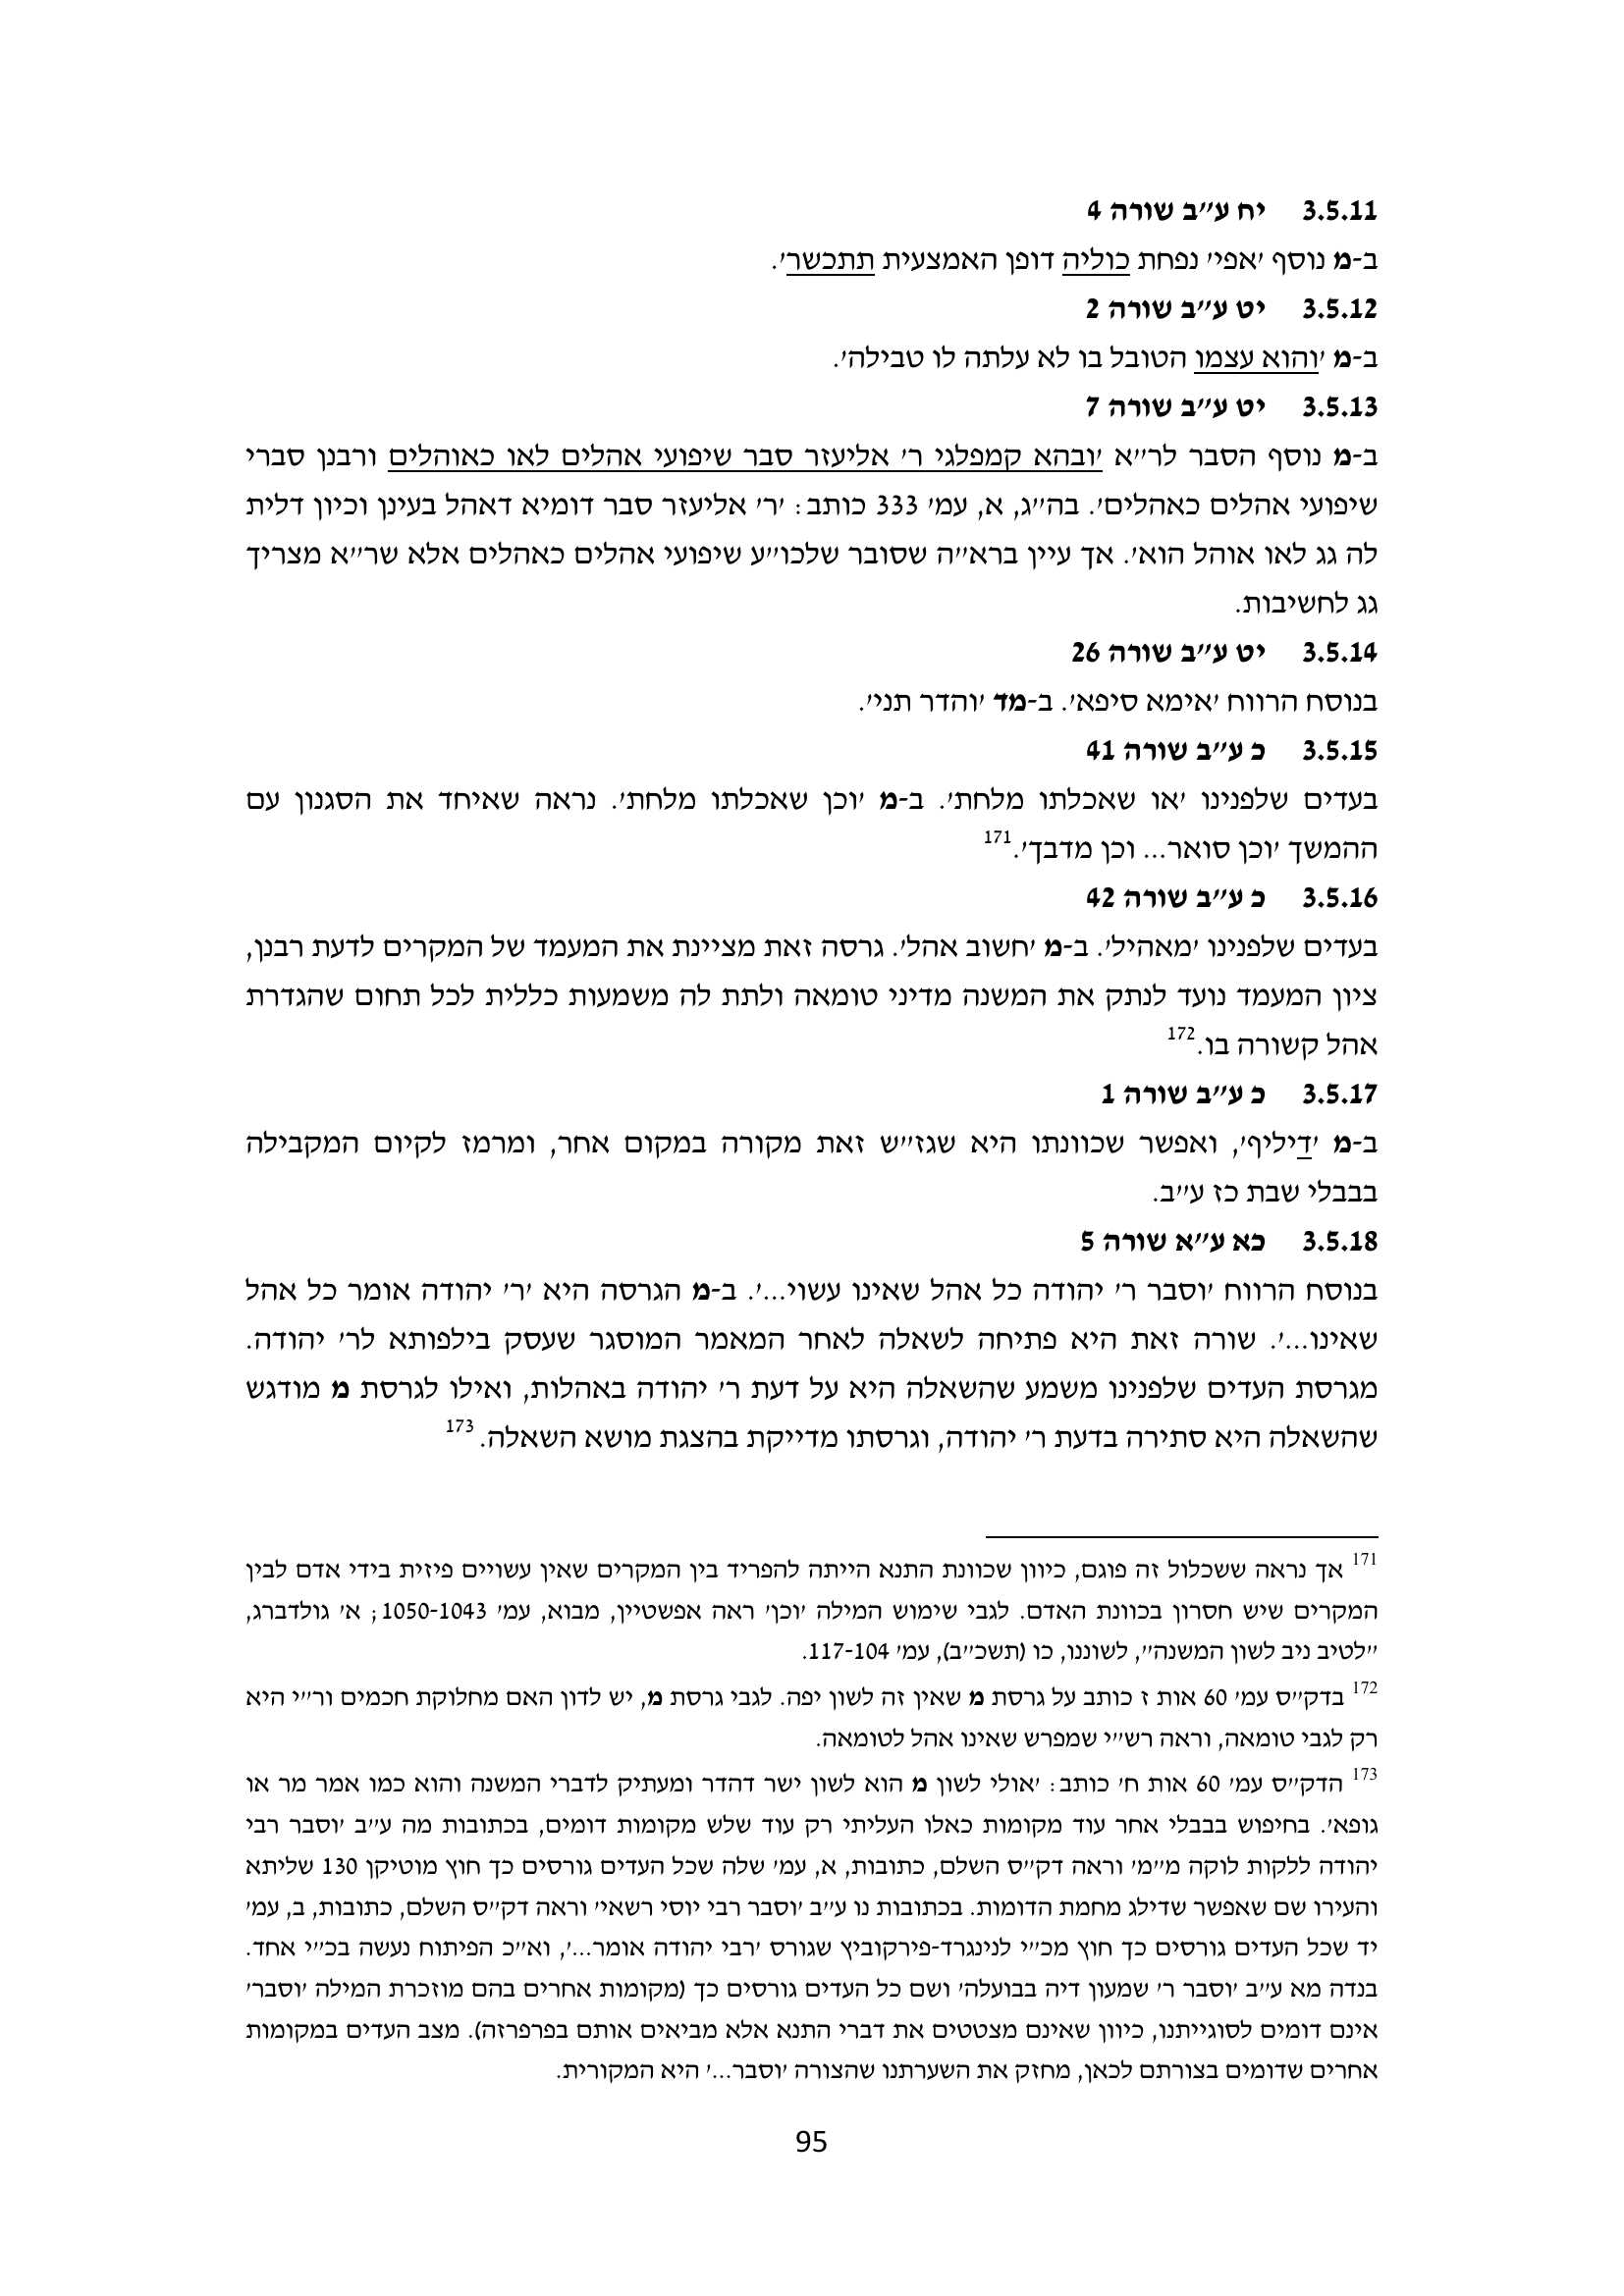 3.5.11 יח ע״ב שורה 4
ב-מ נוסף ׳אפי׳ נפחת כוליה דופן האמצעית תתכשר׳.
3.5.12 יט ע״ב שורה 2
ב-מ ׳והוא עצמו הטובל בו לא עלתה לו טבילה׳.
3.5.13 יט ע״ב שורה 7
ב-מ נוסף הסבר לר״א ׳ובהא קמפלגי ר׳ אליעזר סבר שיפועי אהלים לאו כאוהלים ורבנן סברי
שיפועי אהלים כאהלים׳. בה״ג, א, עמ׳ 333 כותב: ׳ר׳ אליעזר סבר דומיא דאהל בעינן וכיון דלית
לה גג לאו אוהל הוא׳. אך עיין ברא״ה שסובר שלכו״ע שיפועי אהלים כאהלים אלא שר״א מצריך
גג לחשיבות.
3.5.14 יט ע״ב שורה 26
בנוסח הרווח ׳אימא סיפא׳. ב-מד ׳והדר תני׳.
3.5.15 כ ע״ב שורה 41
בעדים שלפנינו ׳או שאכלתו מלחת׳. ב-מ ׳וכן שאכלתו מלחת׳. נראה שאיחד את הסגנון עם
ההמשך ׳וכן סואר... וכן מדבך׳.171
3.5.16 כ ע״ב שורה 42
בעדים שלפנינו ׳מאהיל׳. ב-מ ׳חשוב אהל׳. גרסה זאת מציינת את המעמד של המקרים לדעת רבנן,
ציון המעמד נועד לנתק את המשנה מדיני טומאה ולתת לה משמעות כללית לכל תחום שהגדרת
אהל קשורה בו.172
3.5.17 כ ע״ב שורה 1
ב-מ ׳דיליף׳, ואפשר שכוונתו היא שגז״ש זאת מקורה במקום אחר, ומרמז לקיום המקבילה
בבבלי שבת כז ע״ב.
3.5.18 כא ע״א שורה 5
בנוסח הרווח ׳וסבר ר׳ יהודה כל אהל שאינו עשוי...׳. ב-מ הגרסה היא ׳ר׳ יהודה אומר כל אהל
שאינו...׳. שורה זאת היא פתיחה לשאלה לאחר המאמר המוסגר שעסק בילפותא לר׳ יהודה.
מגרסת העדים שלפנינו משמע שהשאלה היא על דעת ר׳ יהודה באהלות, ואילו לגרסת מ מודגש
שהשאלה היא סתירה בדעת ר׳ יהודה, וגרסתו מדייקת בהצגת מושא השאלה.173
171 אך נראה ששכלול זה פוגם, כיוון שכוונת התנא הייתה להפריד בין המקרים שאין עשויים פיזית בידי אדם לבין
המקרים שיש חסרון בכוונת האדם. לגבי שימוש המילה ׳וכן׳ ראה אפשטיין, מבוא, עמ׳ 1050-1043; א׳ גולדברג,
״לטיב ניב לשון המשנה״, לשוננו, כו (תשכ״ב), עמ׳ 117-104.
172 בדק״ס עמ׳ 60 אות ז כותב על גרסת מ שאין זה לשון יפה. לגבי גרסת מ, יש לדון האם מחלוקת חכמים ור״י היא
רק לגבי טומאה, וראה רש״י שמפרש שאינו אהל לטומאה.
173 הדק״ס עמ׳ 60 אות ח׳ כותב: ׳אולי לשון מ הוא לשון ישר דהדר ומעתיק לדברי המשנה והוא כמו אמר מר או
גופא׳. בחיפוש בבבלי אחר עוד מקומות כאלו העליתי רק עוד שלש מקומות דומים, בכתובות מה ע״ב ׳וסבר רבי
יהודה ללקות לוקה מ״מ׳ וראה דק״ס השלם, כתובות, א, עמ׳ שלה שכל העדים גורסים כך חוץ מוטיקן 130 שליתא
והעירו שם שאפשר שדילג מחמת הדומות. בכתובות נו ע״ב ׳וסבר רבי יוסי רשאי׳ וראה דק״ס השלם, כתובות, ב, עמ׳
יד שכל העדים גורסים כך חוץ מכ״י לנינגרד-פירקוביץ שגורס ׳רבי יהודה אומר...׳, וא״כ הפיתוח נעשה בכ״י אחד.
בנדה מא ע״ב ׳וסבר ר׳ שמעון דיה בבועלה׳ ושם כל העדים גורסים כך (מקומות אחרים בהם מוזכרת המילה ׳וסבר׳
אינם דומים לסוגייתנו, כיוון שאינם מצטטים את דברי התנא אלא מביאים אותם בפרפרזה). מצב העדים במקומות
אחרים שדומים בצורתם לכאן, מחזק את השערתנו שהצורה ׳וסבר...׳ היא המקורית.
95